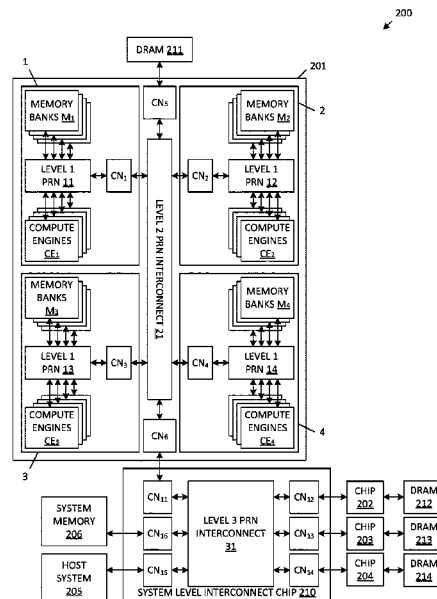 200
DRAM 211
201
1
2
MEMORY
BANKS M1
CN5
MEMORY
BANKS M2
LEVEL 1
PRN 11
CN1
LEVEL 2 PRN INTERCONNECT 21
CN2
LEVEL 1
PRN 12
COMPUTE
ENGINES
CE1
COMPUTE
ENGINES
CE2
MEMORY
BANKS
M3
MEMORY
BANKS M4
LEVEL 1
PRN 13
CN3
CN4
LEVEL 1
PRN 14
COMPUTE
ENGINES
CE3
CN6
COMPUTE
ENGINES
CE4
3
4
SYSTEM
MEMORY
206
HOST
SYSTEM
205
CN11
CN16
CN15
LEVEL 3 PRN
INTERCONNECT
31
CN12
CN13
CN14
CHIP
202
CHIP
203
CHIP
204
DRAM
212
DRAM
213
DRAM
214
SYSTEM LEVEL INTERCONNECT CHIP 210